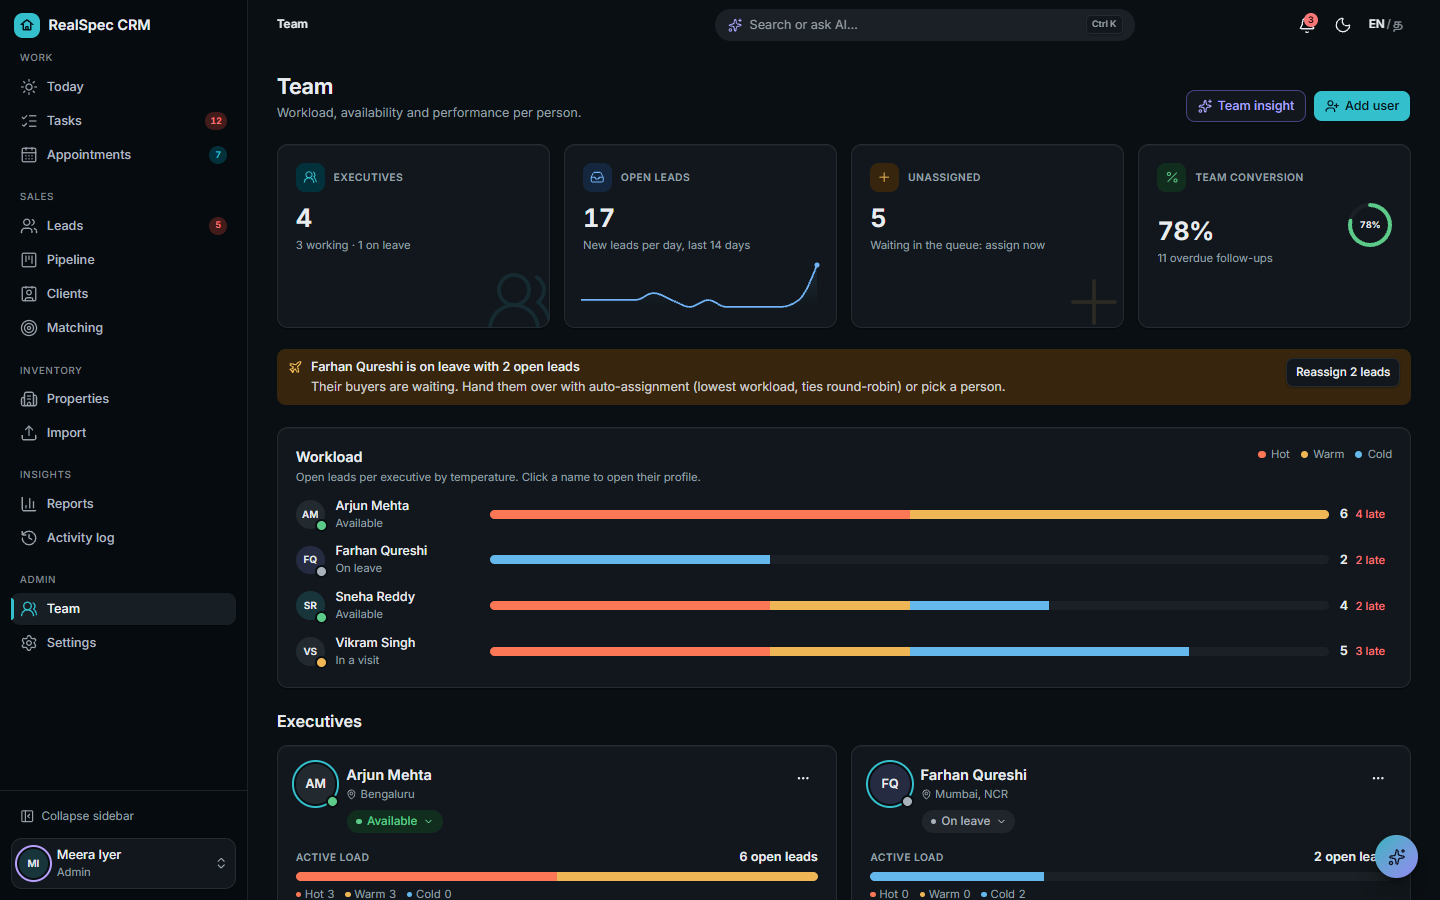 RealSpec CRM
WORK
Today
Tasks 12
Appointments 7
SALES
Leads 5
Pipeline
Clients
Matching
INVENTORY
Properties
Import
INSIGHTS
Reports
Activity log
ADMIN
Team
Settings
Collapse sidebar
MI
Meera Iyer
Admin
Team
Search or ask AI... Ctrl K
3
EN / த
Team
Workload, availability and performance per person.
Team insight
Add user
EXECUTIVES
4
3 working · 1 on leave
OPEN LEADS
17
New leads per day, last 14 days
UNASSIGNED
5
Waiting in the queue: assign now
TEAM CONVERSION
78%
78%
11 overdue follow-ups
Farhan Qureshi is on leave with 2 open leads
Their buyers are waiting. Hand them over with auto-assignment (lowest workload, ties round-robin) or pick a person.
Reassign 2 leads
Workload
Hot Warm Cold
Open leads per executive by temperature. Click a name to open their profile.
AM
Arjun Mehta
Available
6 4 late
FQ
Farhan Qureshi
On leave
2 2 late
SR
Sneha Reddy
Available
4 2 late
VS
Vikram Singh
In a visit
5 3 late
Executives
AM
Arjun Mehta
Bengaluru
Available
ACTIVE LOAD 6 open leads
Hot 3 Warm 3 Cold 0
FQ
Farhan Qureshi
Mumbai, NCR
On leave
ACTIVE LOAD 2 open
Hot 0 Warm 0 Cold 2